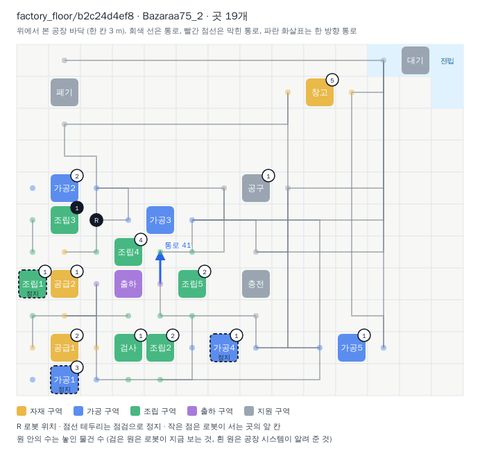 factory_floor/b2c24d4ef8 · Bazaraa75_2 · 곳 19개
위에서 본 공장 바닥 (한 칸 3 m). 회색 선은 통로, 빨간 점선은 막힌 통로, 파란 화살표는 한 방향 통로
대기
전립
창고 5
폐기
가공2 2
공구 1
조립3 1
R
가공3
조립4 4
통로 41
조립1 1
정지
공급2 1
출하
조립5 2
충전
공급1 2
검사 1
조립2 2
가공4 1
정지
가공5 1
가공1 3
정지
자재 구역
가공 구역
조립 구역
출하 구역
지원 구역
R 로봇 위치 · 점선 테두리는 점검으로 정지 · 작은 점은 로봇이 서는 곳의 앞 칸
원 안의 수는 놓인 물건 수 (검은 원은 로봇이 지금 보는 것, 흰 원은 공장 시스템이 알려 준 것)